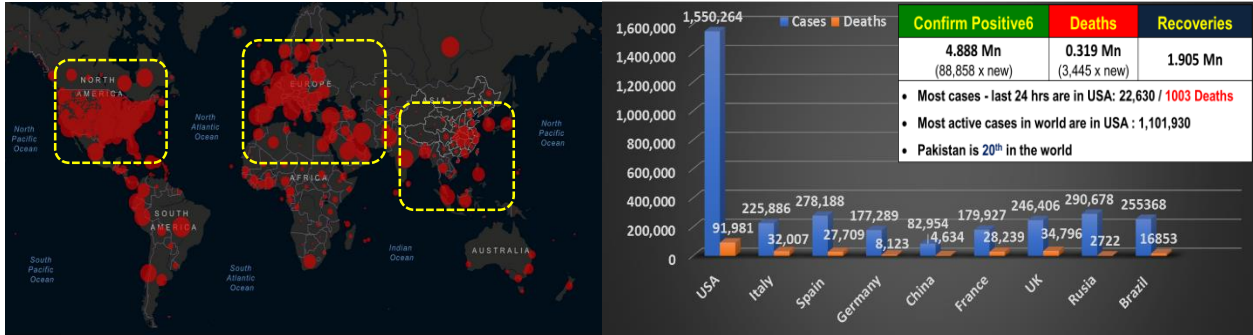 NORTH
AMERICA
EUROPE
ASIA
North
Pacific
Ocean
North
Atlantic
Ocean
North
Pacific
Ocean
AFRICA
SOUTH
AMERICA
Indian
Ocean
AUSTRALIA
South
Pacific
Ocean
South
Atlantic
Ocean
1,550,264
Cases Deaths
1,600,000
1,400,000
1,200,000
1,000,000
800,000
600,000
400,000
200,000
0
91,981
225,886
32,007
278,188
27,709
177,289
8,123
82,954
4,634
179,927
28,239
246,406
34,796
290,678
2722
255368
16853
USA
Italy
Spain
Germany
China
France
UK
Rusia
Brazil
Confirm Positive6 Deaths Recoveries
4.888 Mn 0.319 Mn 1.905 Mn
(88,858 x new) (3,445 x new)
• Most cases - last 24 hrs are in USA: 22,630 / 1003 Deaths
• Most active cases in world are in USA : 1,101,930
• Pakistan is 20th in the world